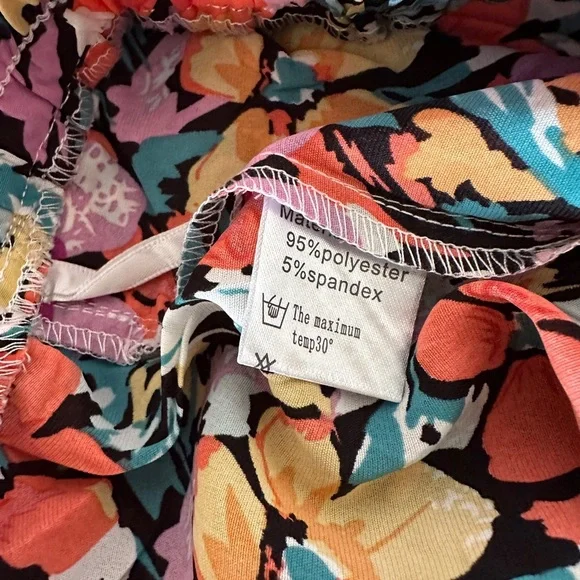 95%polyester
5%spandex
The maximum
temp30°